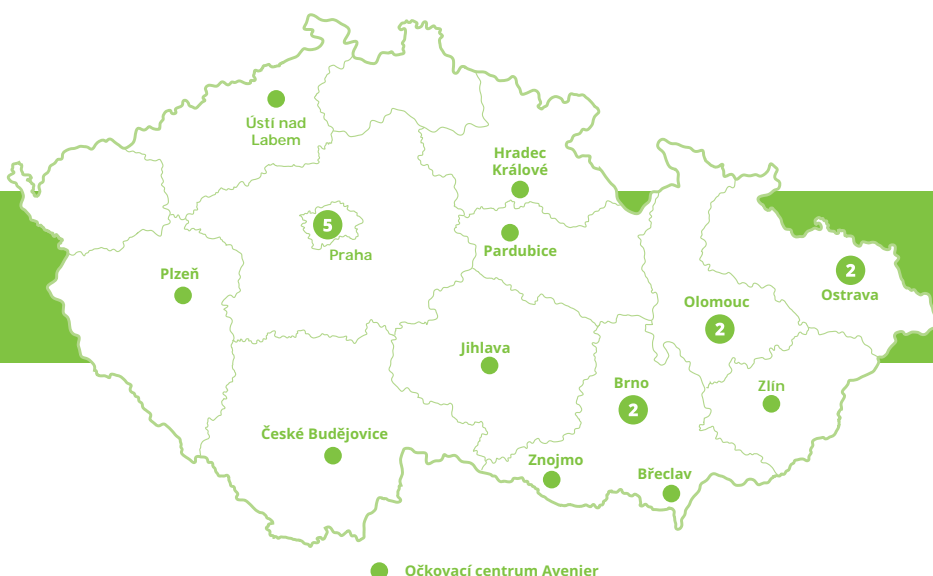 Ústí nad
Labem
Hradec
Králové
5
Praha
Pardubice
Plzeň
2
Ostrava
Olomouc
2
Jihlava
Brno
2
Zlín
České Budějovice
Znojmo
Břeclav
Očkovací centrum Avenier